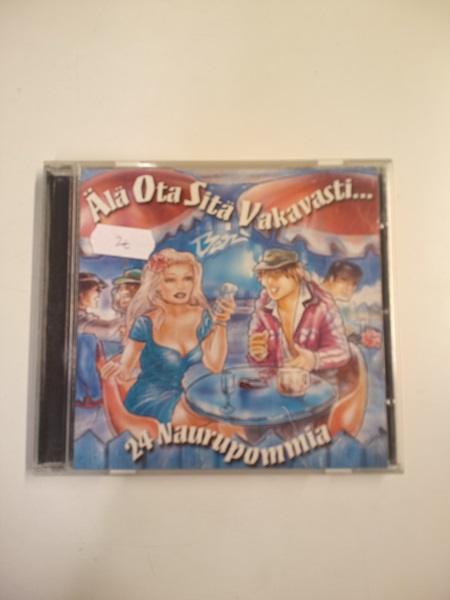 Älä Ota Sitä Vakavasti...
2€
24 Naurupommia